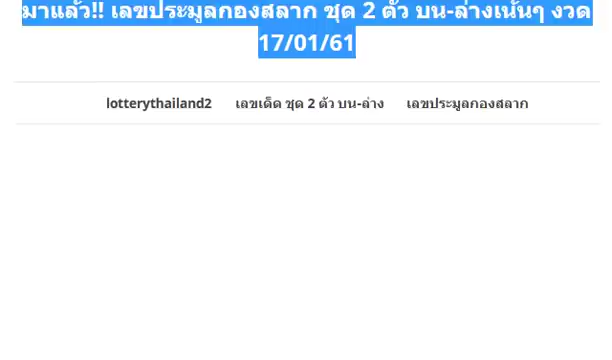 มาแล้ว!! เลขประมูลกองสลาก ชุด 2 ตัว บน-ล่างเน้นๆ งวด
17/01/61
lotterythailand2 เลขเด็ด ชุด 2 ตัว บน-ล่าง เลขประมูลกองสลาก